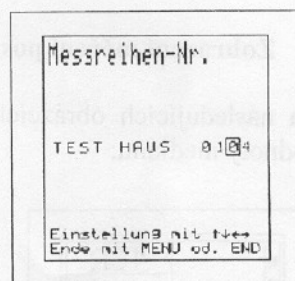 Messreihen-Nr.
TEST HAUS 0104
Einstellung mit ↑↓←→
Ende mit MENU od. END